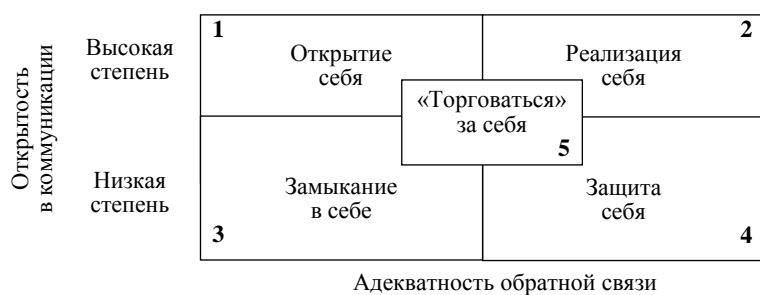 Открытость
в коммуникации
Высокая
степень
Низкая
степень
1
Открытие
себя
2
Реализация
себя
«Торговаться»
за себя
5
Замыкание
в себе
3
Защита
себя
4
Адекватность обратной связи